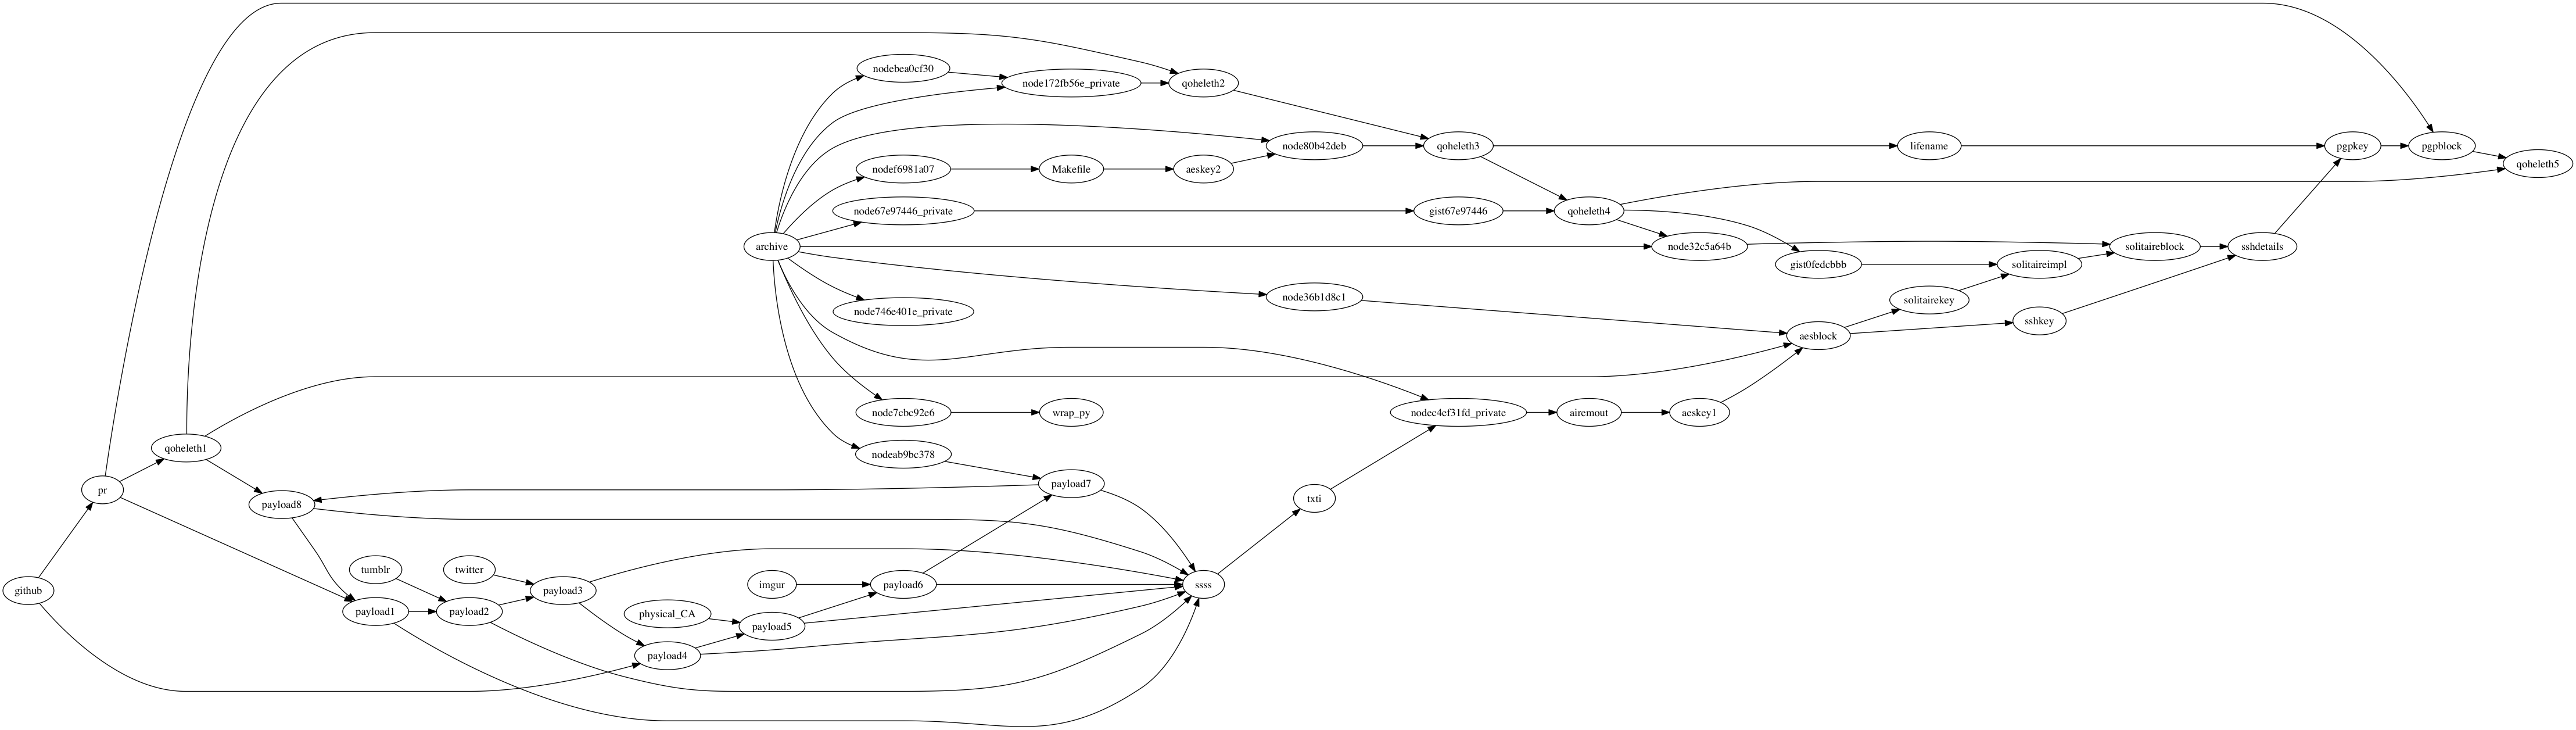 nodebea0cf30
node172fb56e_private
qoheleth2
node80b42deb
qoheleth3
lifename
pgpkey
pgpblock
qoheleth5
nodef6981a07
Makefile
aeskey2
node67e97446_private
gist67e97446
qoheleth4
archive
node32c5a64b
solitaireblock
sshdetails
gist0fedcbbb
solitaireimpl
node36b1d8c1
solitairekey
node746e401e_private
sshkey
aesblock
node7cbc92e6
wrap_py
nodec4ef31fd_private
airemout
aeskey1
qoheleth1
nodeab9bc378
pr
payload7
payload8
txti
tumblr
twitter
imgur
payload6
ssss
github
payload3
payload1
payload2
physical_CA
payload5
payload4